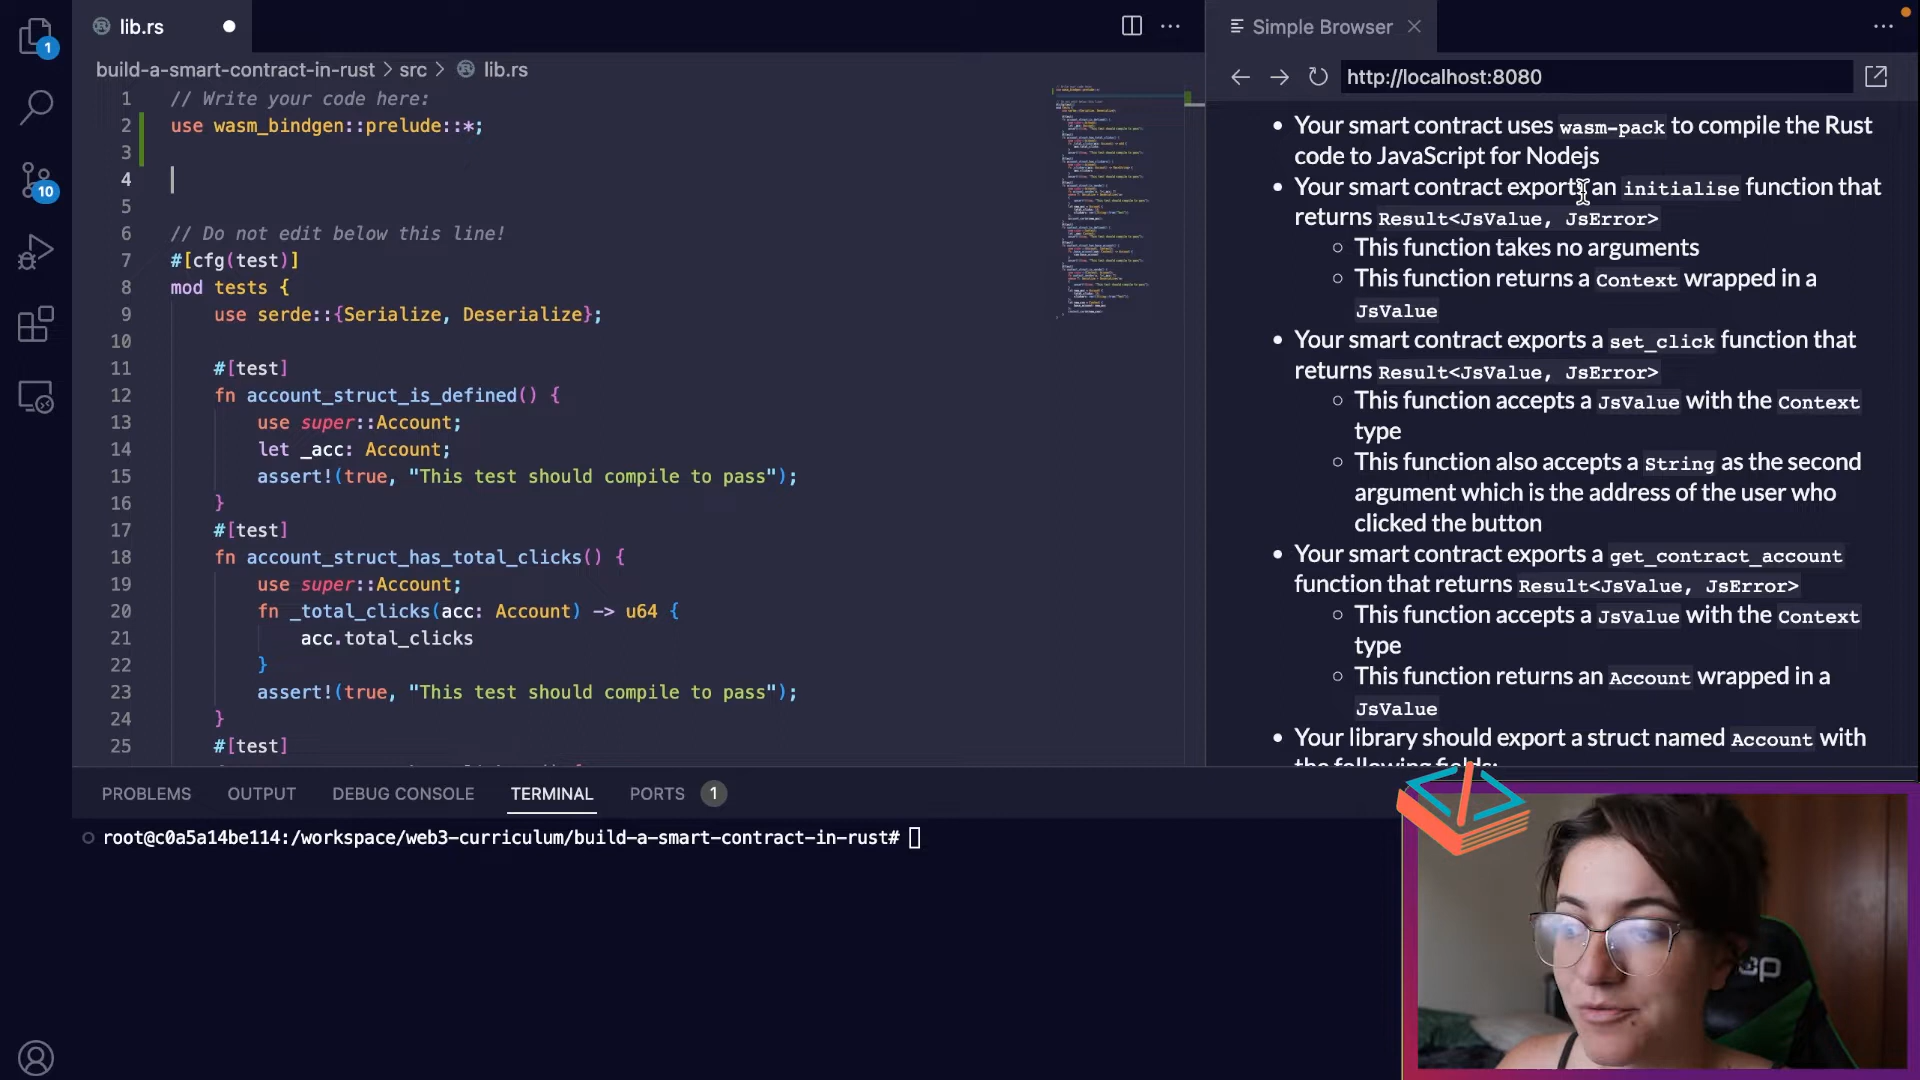 lib.rs
Simple Browser
1
build-a-smart-contract-in-rust > src > lib.rs
http://localhost:8080
1 // Write your code here:
2 use wasm_bindgen::prelude::*;
3
4
5
6 // Do not edit below this line!
7 #[cfg(test)]
8 mod tests {
9 use serde::{Serialize, Deserialize};
10
11 #[test]
12 fn account_struct_is_defined() {
13 use super::Account;
14 let _acc: Account;
15 assert!(true, "This test should compile to pass");
16 }
17 #[test]
18 fn account_struct_has_total_clicks() {
19 use super::Account;
20 fn _total_clicks(acc: Account) -> u64 {
21 acc.total_clicks
22 }
23 assert!(true, "This test should compile to pass");
24 }
25 #[test]
10
• Your smart contract uses wasm-pack to compile the Rust
code to JavaScript for Nodejs
• Your smart contract exports an initialise function that
returns Result<JsValue, JsError>
◦ This function takes no arguments
◦ This function returns a Context wrapped in a
JsValue
• Your smart contract exports a set_click function that
returns Result<JsValue, JsError>
◦ This function accepts a JsValue with the Context
type
◦ This function also accepts a String as the second
argument which is the address of the user who
clicked the button
• Your smart contract exports a get_contract_account
function that returns Result<JsValue, JsError>
◦ This function accepts a JsValue with the Context
type
◦ This function returns an Account wrapped in a
JsValue
• Your library should export a struct named Account with
the following fields:
PROBLEMS OUTPUT DEBUG CONSOLE TERMINAL PORTS 1
root@c0a5a14be114:/workspace/web3-curriculum/build-a-smart-contract-in-rust#